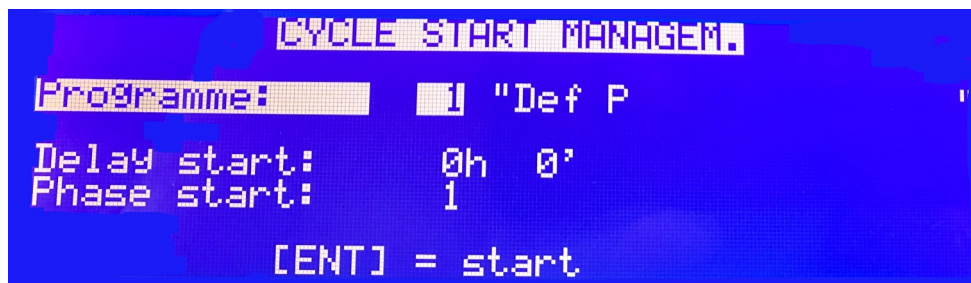 CYCLE START MANAGEM.
Programme: 1 "Def P "
Delay start: 0h 0'
Phase start: 1
[ENT] = start